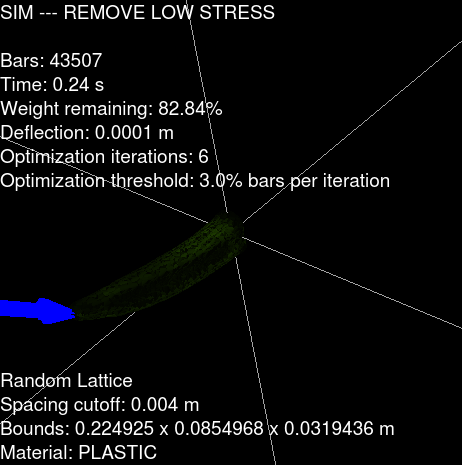 SIM --- REMOVE LOW STRESS
Bars: 43507
Time: 0.24 s
Weight remaining: 82.84%
Deflection: 0.0001 m
Optimization iterations: 6
Optimization threshold: 3.0% bars per iteration
Random Lattice
Spacing cutoff: 0.004 m
Bounds: 0.224925 x 0.0854968 x 0.0319436 m
Material: PLASTIC